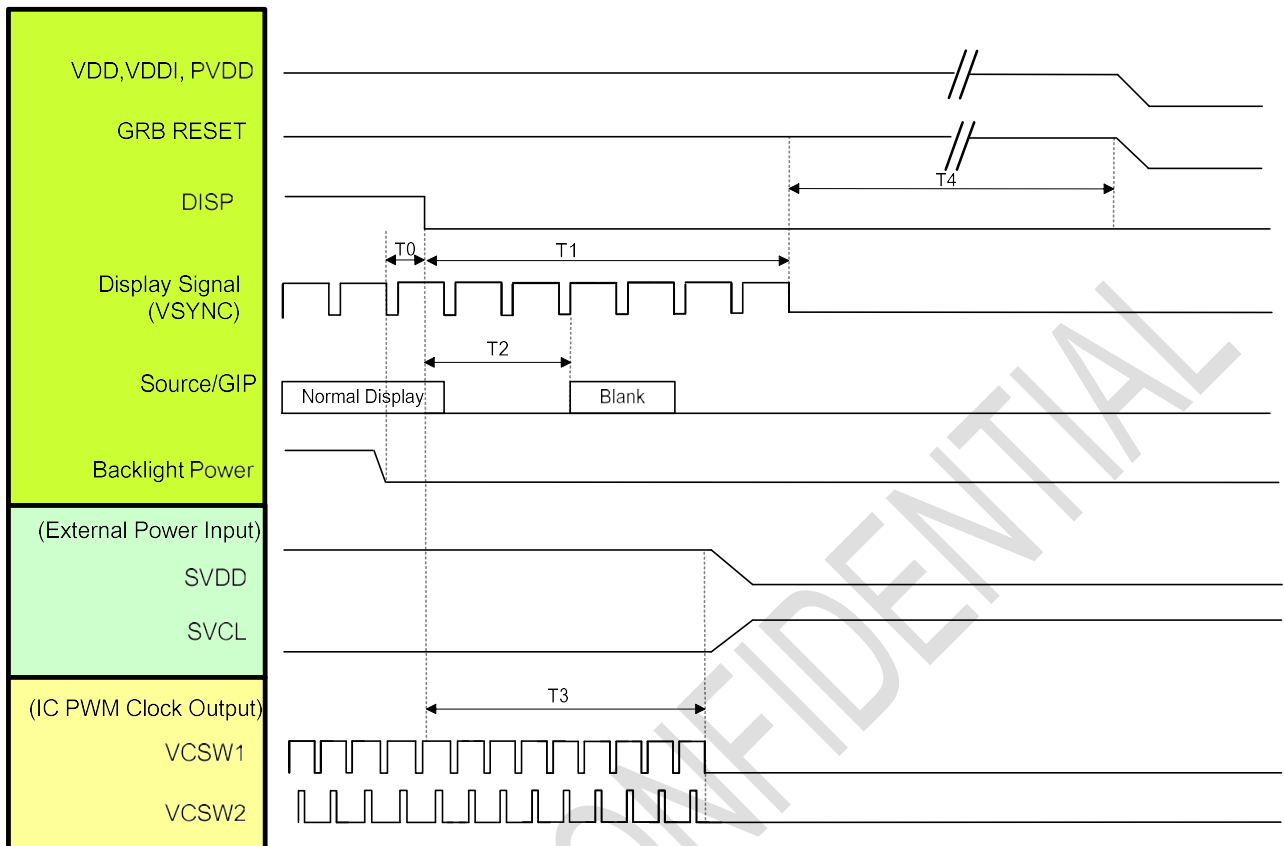 VDD,VDDI, PVDD
GRB RESET
T4
DISP
T0
T1
Display Signal
(VSYNC)
T2
Source/GIP
Normal Display
Blank
Backlight Power
(External Power Input)
SVDD
SVCL
T3
(IC PWM Clock Output)
VCSW1
VCSW2
ONFIDENTIAL